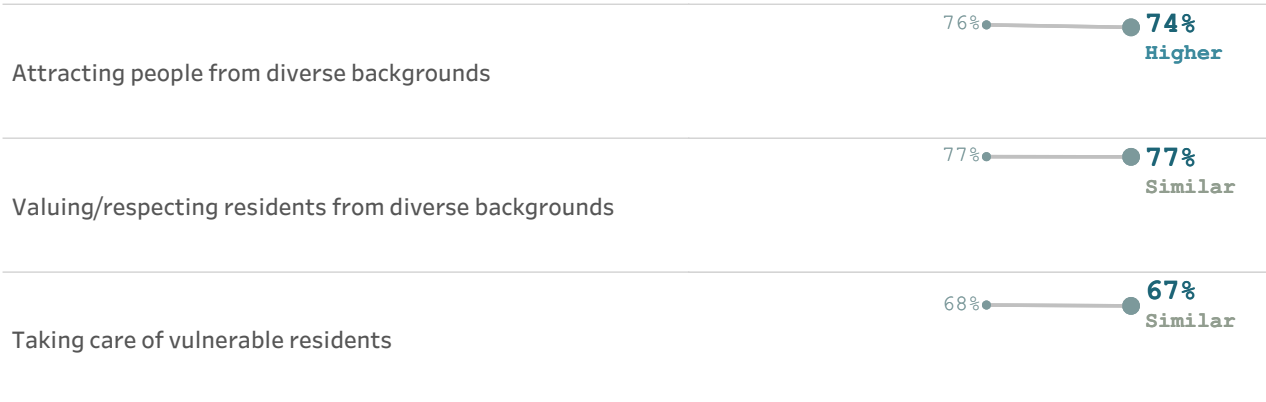 76% 74%
Higher
Attracting people from diverse backgrounds
77% 77%
Similar
Valuing/respecting residents from diverse backgrounds
68% 67%
Similar
Taking care of vulnerable residents